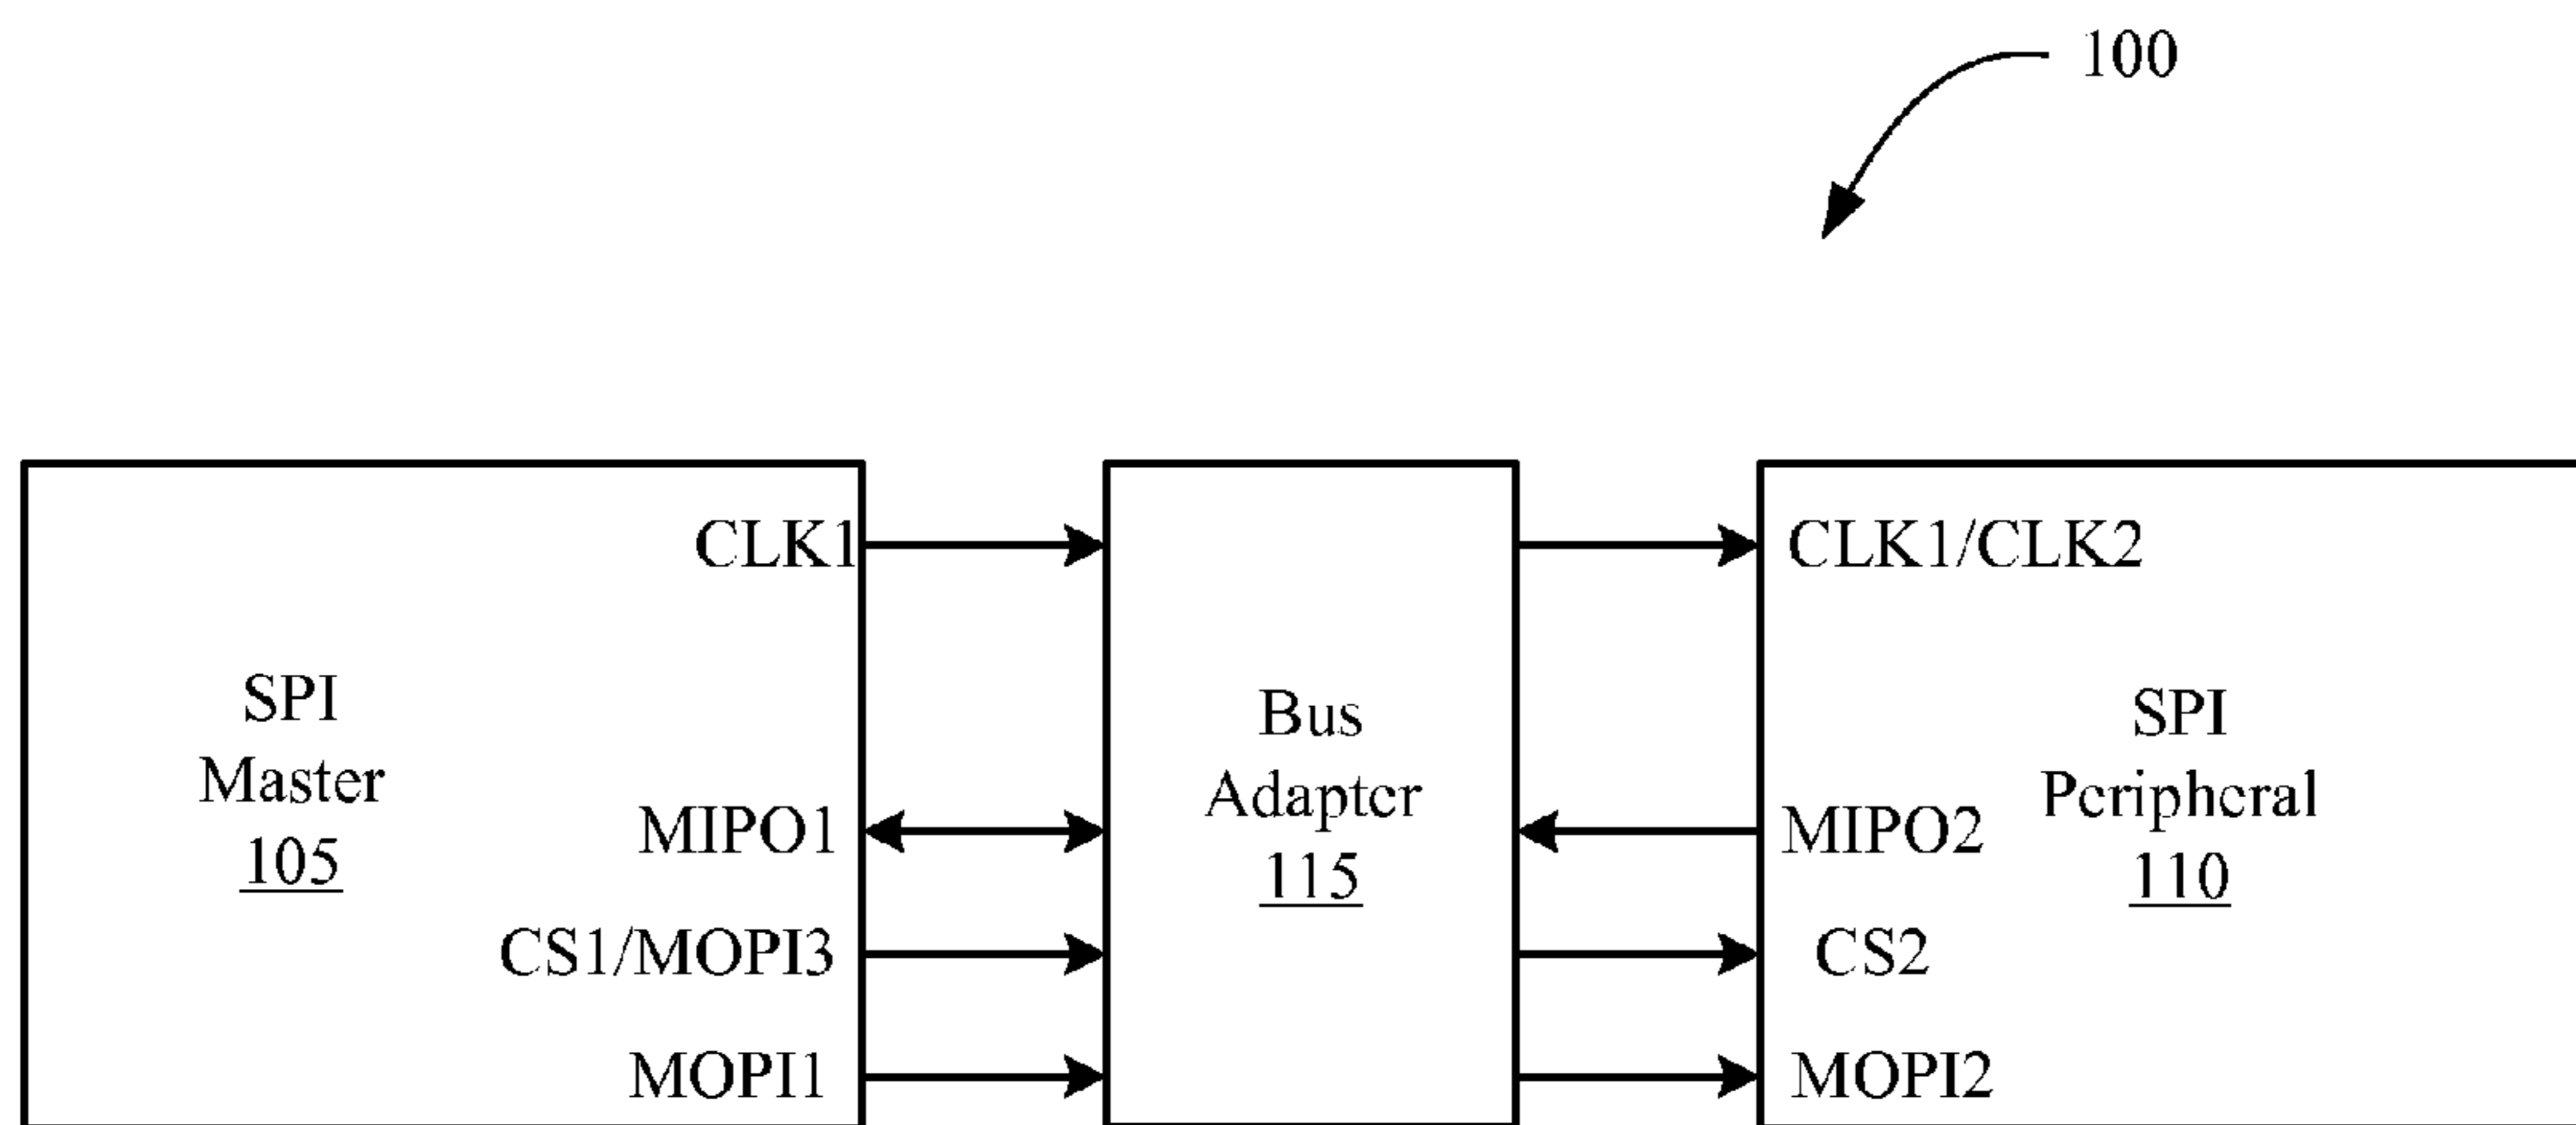 100
CLK1
CLK1/CLK2
SPI
Master
105
Bus
Adapter
115
SPI
Peripheral
110
MIPO1
MIPO2
CS1/MOPI3
CS2
MOPI1
MOPI2